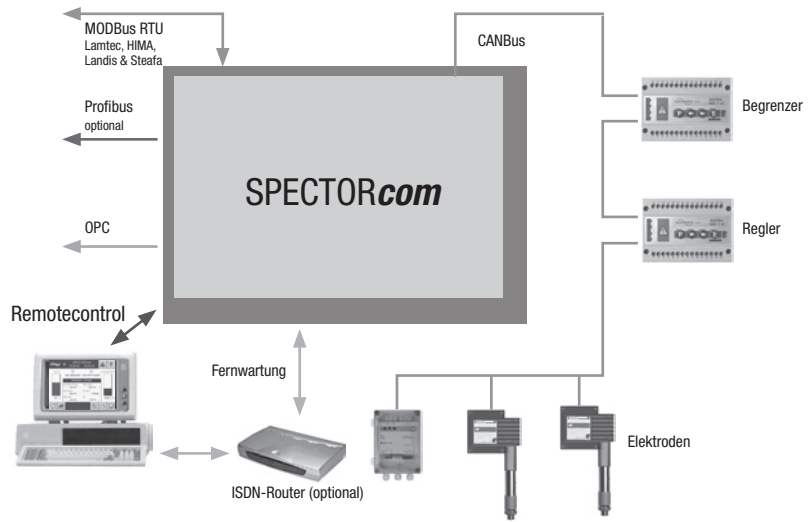 MODBus RTU
Lamtec, HIMA,
Landis & Steafa
CANBus
Begrenzer
Profibus
optional
SPECTORcom
Regler
OPC
Remotecontrol
Fernwartung
Elektroden
ISDN-Router (optional)